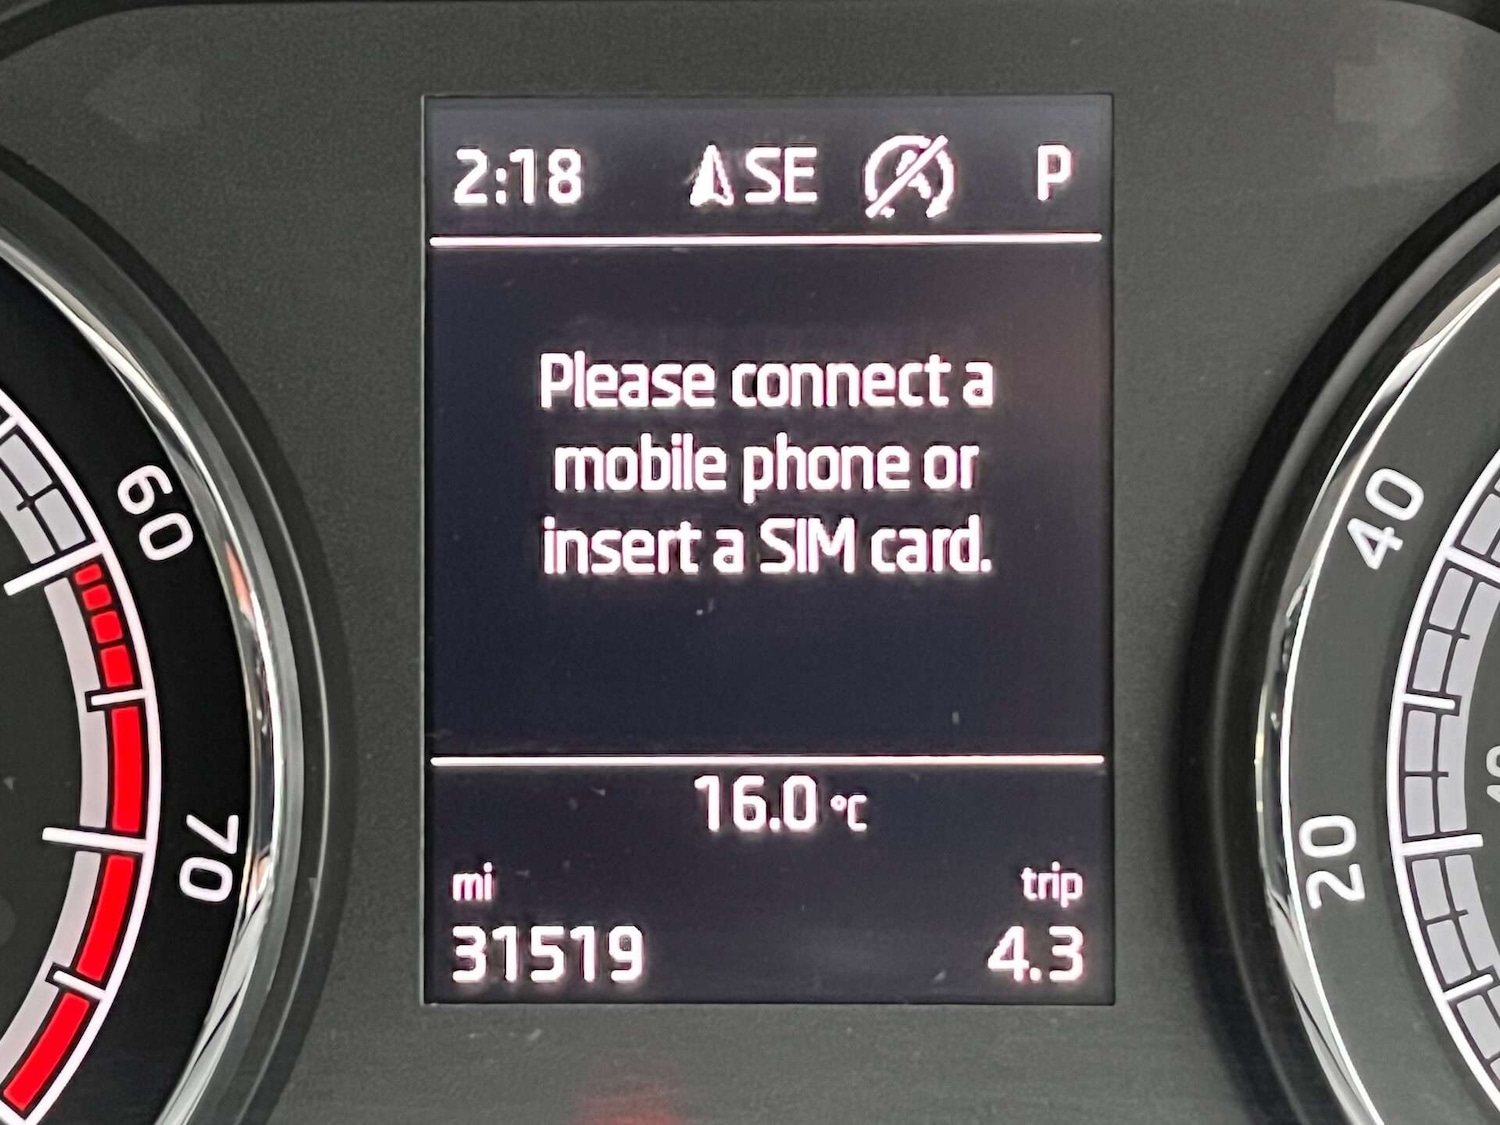 2:18 SE P
Please connect a
mobile phone or
insert a SIM card.
16.0 °C
mi trip
31519 4.3
60
70
40
20